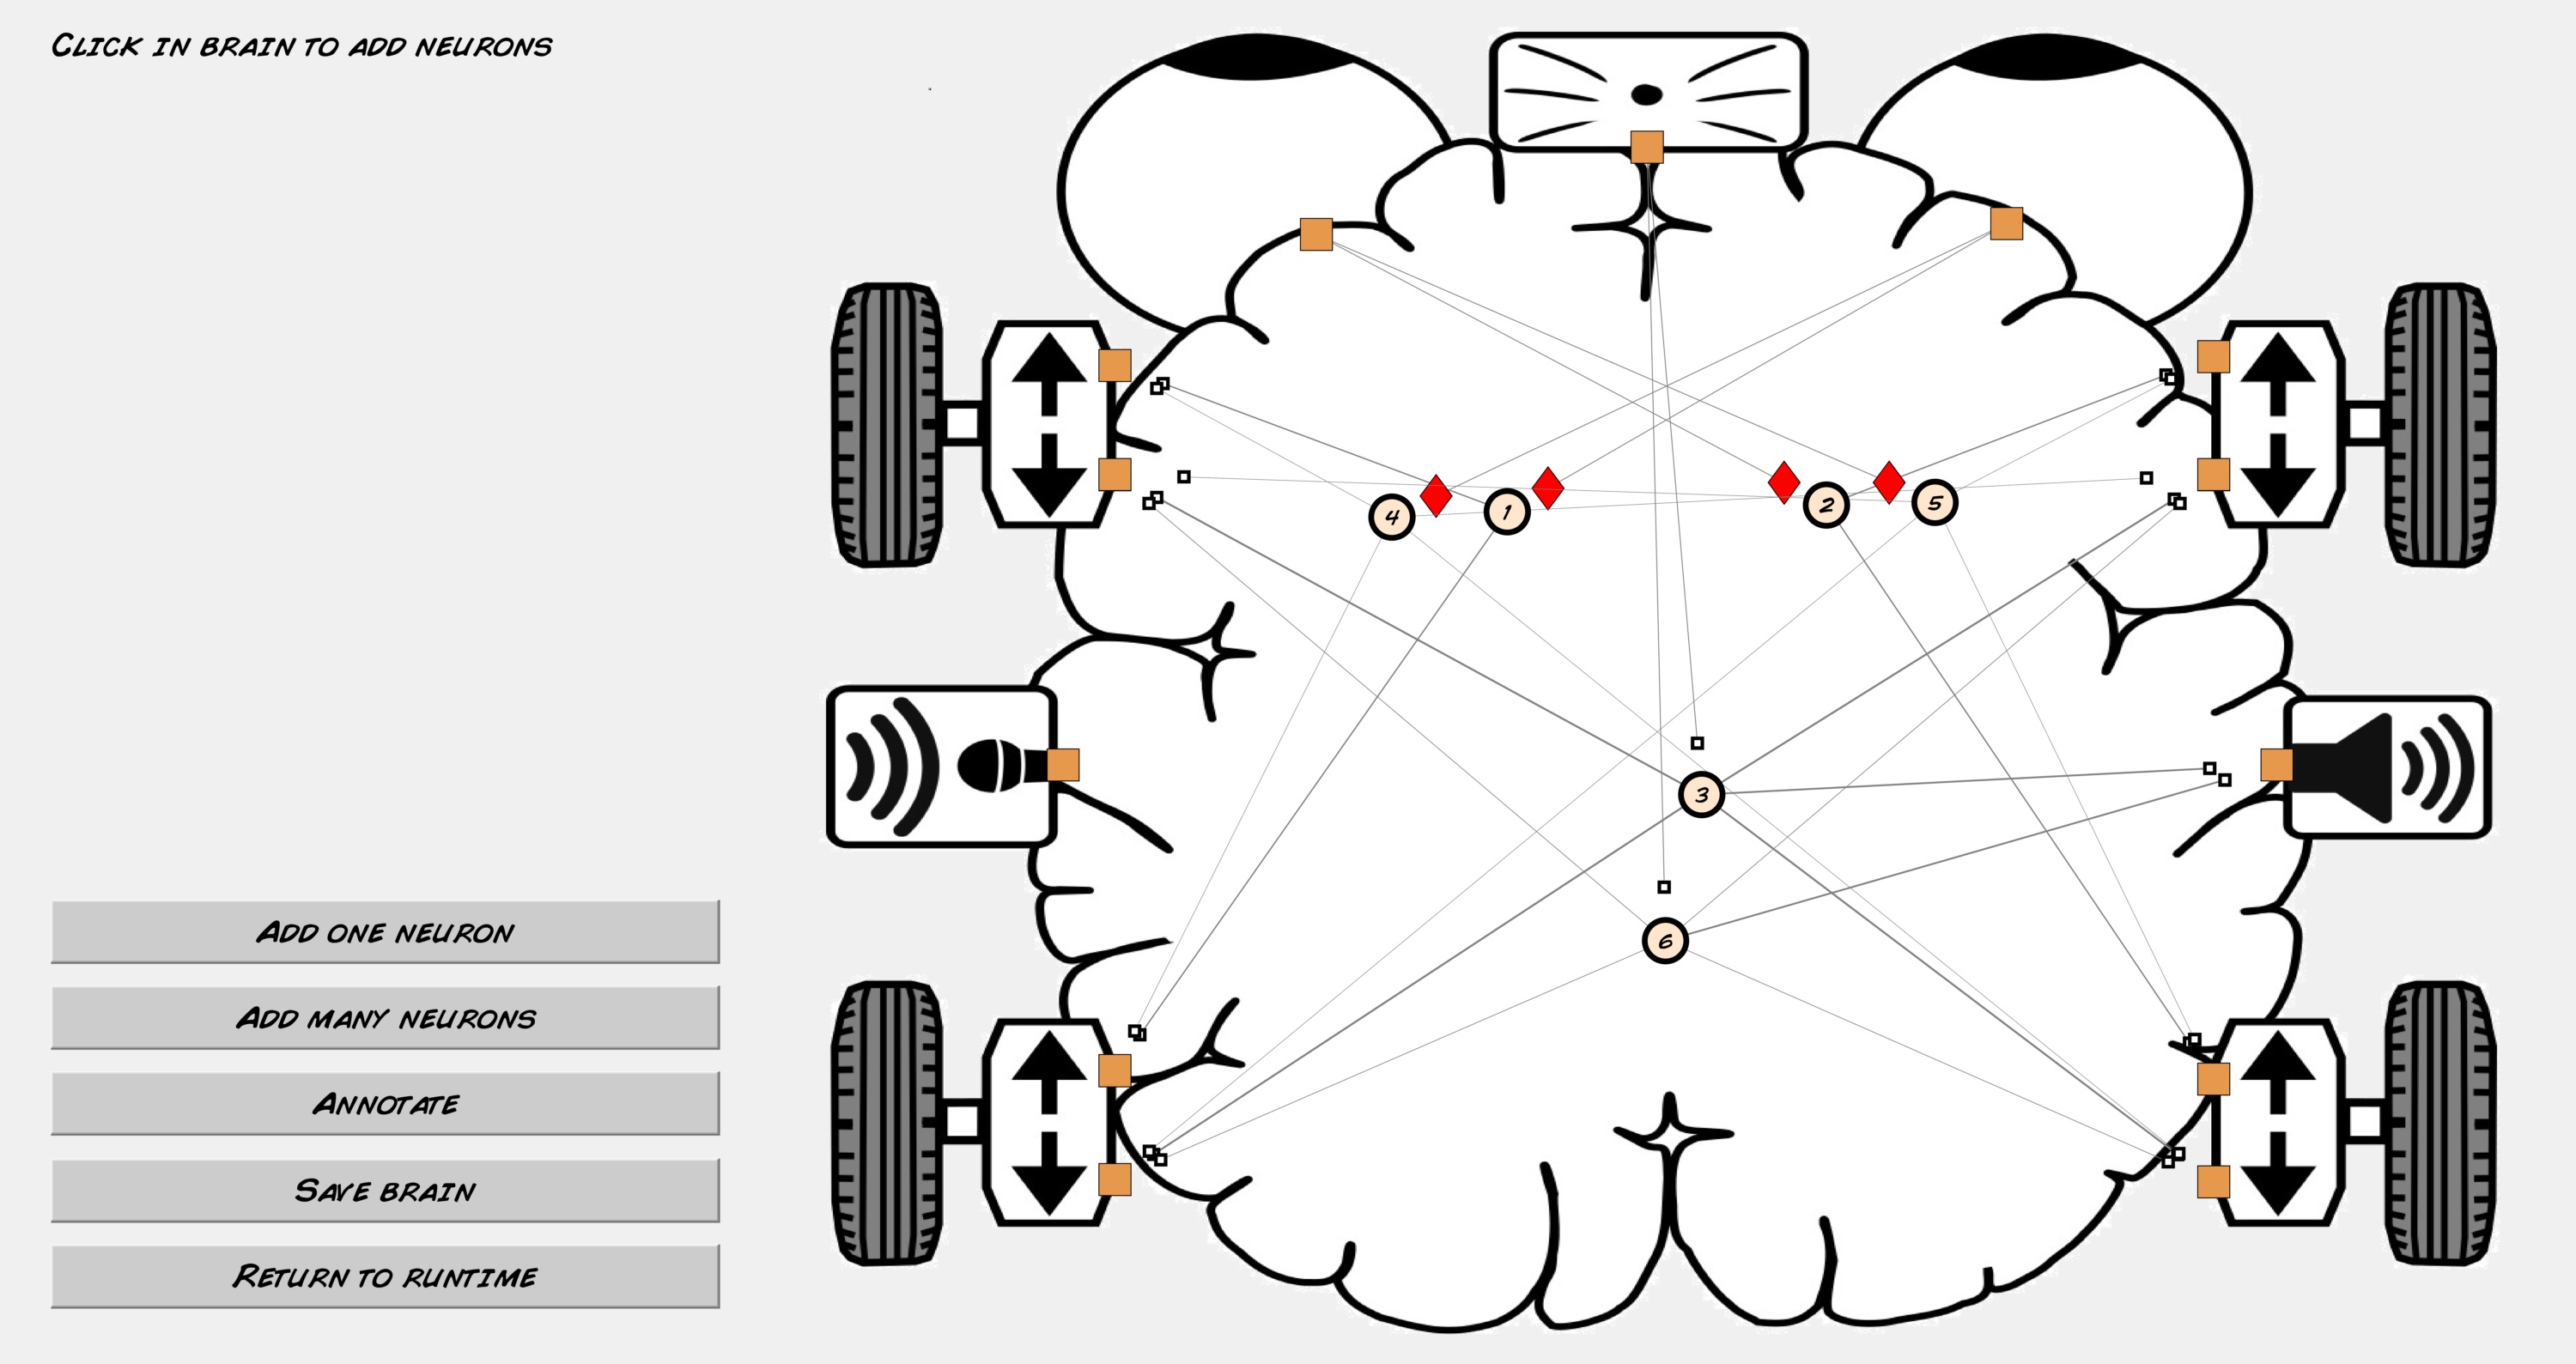 CLICK IN BRAIN TO ADD NEURONS
4
1
2
5
3
6
ADD ONE NEURON
ADD MANY NEURONS
ANNOTATE
SAVE BRAIN
RETURN TO RUNTIME